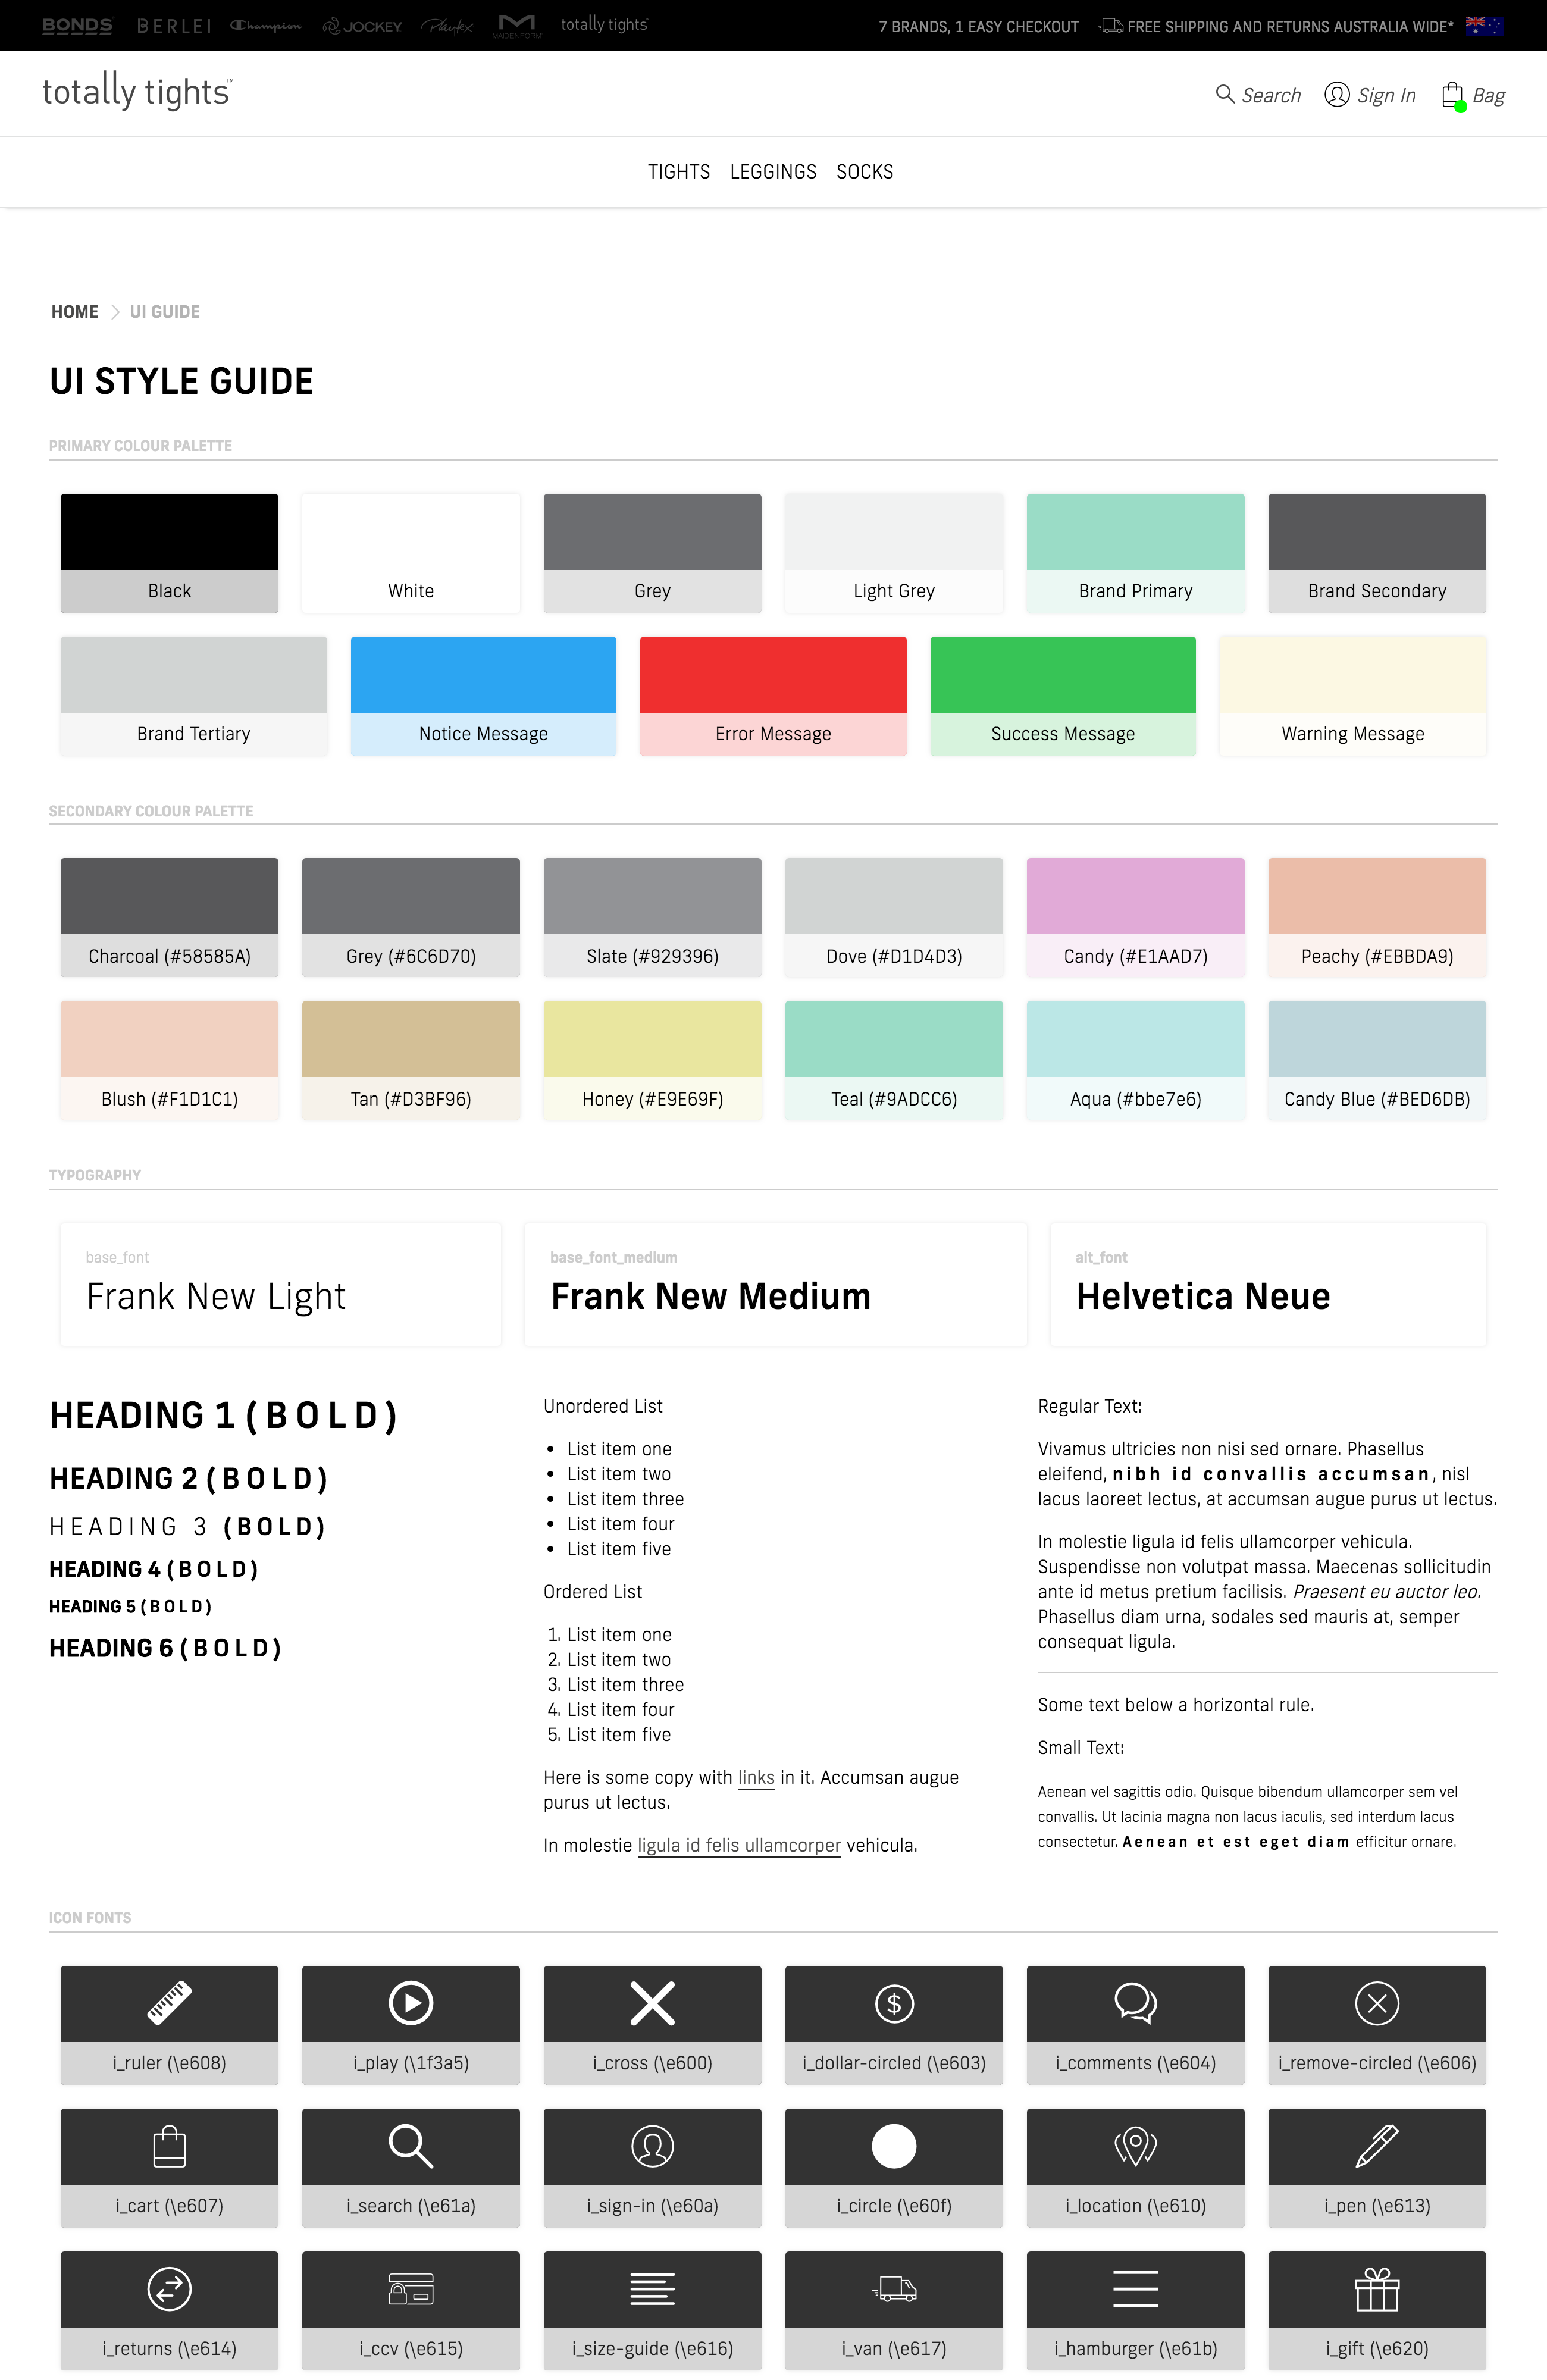 BONDS BERLEI Champion JOCKEY Playtex MAIDENFORM totally tights 7 BRANDS, 1 EASY CHECKOUT FREE SHIPPING AND RETURNS AUSTRALIA WIDE*
totally tights™ Search Sign In Bag
TIGHTS LEGGINGS SOCKS
HOME UI GUIDE
UI STYLE GUIDE
PRIMARY COLOUR PALETTE
Black White Grey Light Grey Brand Primary Brand Secondary
Brand Tertiary Notice Message Error Message Success Message Warning Message
SECONDARY COLOUR PALETTE
Charcoal (#58585A) Grey (#6C6D70) Slate (#929396) Dove (#D1D4D3) Candy (#E1AAD7) Peachy (#EBBDA9)
Blush (#F1D1C1) Tan (#D3BF96) Honey (#E9E69F) Teal (#9ADCC6) Aqua (#bbe7e6) Candy Blue (#BED6DB)
TYPOGRAPHY
base_font
Frank New Light
base_font_medium
Frank New Medium
alt_font
Helvetica Neue
HEADING 1 (BOLD)
HEADING 2 (BOLD)
HEADING 3 (BOLD)
HEADING 4 (BOLD)
HEADING 5 (BOLD)
HEADING 6 (BOLD)
Unordered List
• List item one
• List item two
• List item three
• List item four
• List item five
Ordered List
1. List item one
2. List item two
3. List item three
4. List item four
5. List item five
Here is some copy with links in it. Accumsan augue
purus ut lectus.
In molestie ligula id felis ullamcorper vehicula.
Regular Text:
Vivamus ultricies non nisi sed ornare. Phasellus
eleifend, nibh id convallis accumsan, nisl
lacus laoreet lectus, at accumsan augue purus ut lectus.
In molestie ligula id felis ullamcorper vehicula.
Suspendisse non volutpat massa. Maecenas sollicitudin
ante id metus pretium facilisis. Praesent eu auctor leo.
Phasellus diam urna, sodales sed mauris at, semper
consequat ligula.
Some text below a horizontal rule.
Small Text:
Aenean vel sagittis odio. Quisque bibendum ullamcorper sem vel
convallis. Ut lacinia magna non lacus iaculis, sed interdum lacus
consectetur. Aenean et est eget diam efficitur ornare.
ICON FONTS
i_ruler (\e608) i_play (\1f3a5) i_cross (\e600) i_dollar-circled (\e603) i_comments (\e604) i_remove-circled (\e606)
i_cart (\e607) i_search (\e61a) i_sign-in (\e60a) i_circle (\e60f) i_location (\e610) i_pen (\e613)
i_returns (\e614) i_ccv (\e615) i_size-guide (\e616) i_van (\e617) i_hamburger (\e61b) i_gift (\e620)